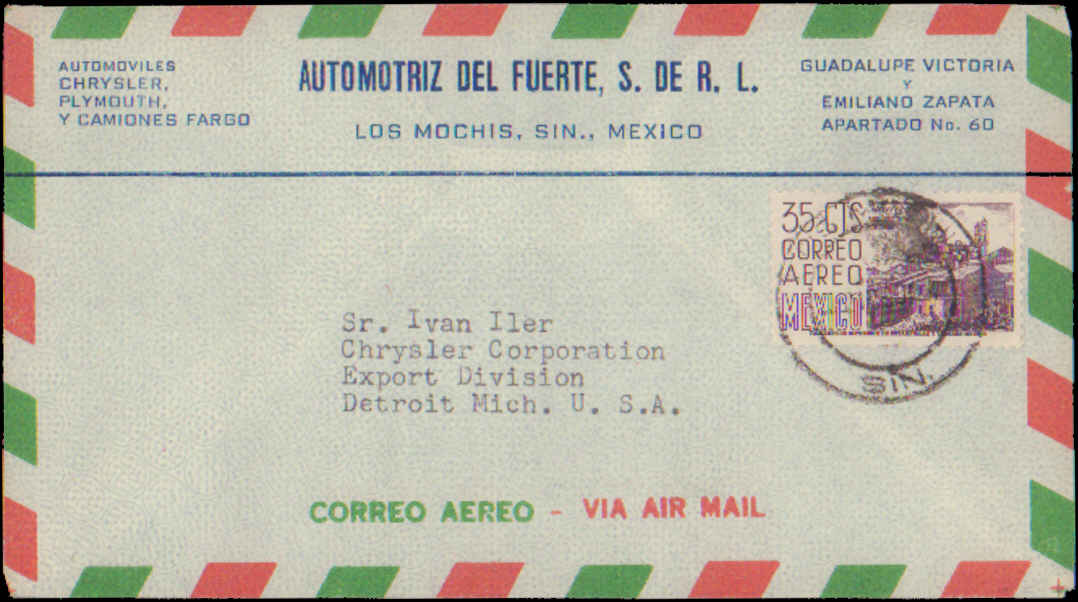 AUTOMOVILES
CHRYSLER,
PLYMOUTH,
Y CAMIONES FARGO
AUTOMOTRIZ DEL FUERTE, S. DE R. L.
LOS MOCHIS, SIN., MEXICO
GUADALUPE VICTORIA
Y
EMILIANO ZAPATA
APARTADO No. 60
35 CTS
CORREO
AEREO
MEXICO
SIN.
Sr. Ivan Iler
Chrysler Corporation
Export Division
Detroit Mich. U. S.A.
CORREO AEREO - VIA AIR MAIL